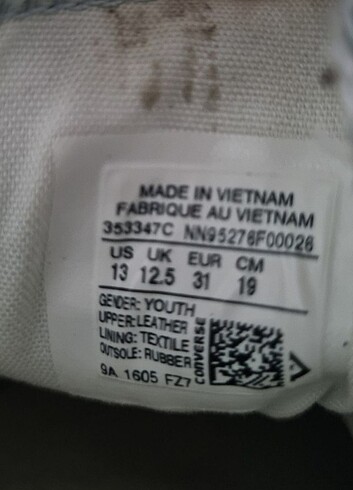 MADE IN VIETNAM
FABRIQUE AU VIETNAM
353347C NN95276F00026
US UK EUR CM
13 12.5 31 19
GENDER: YOUTH
UPPER: LEATHER
LINING: TEXTILE
OUTSOLE: RUBBER
CONVERSE
9A 1605 FZ7